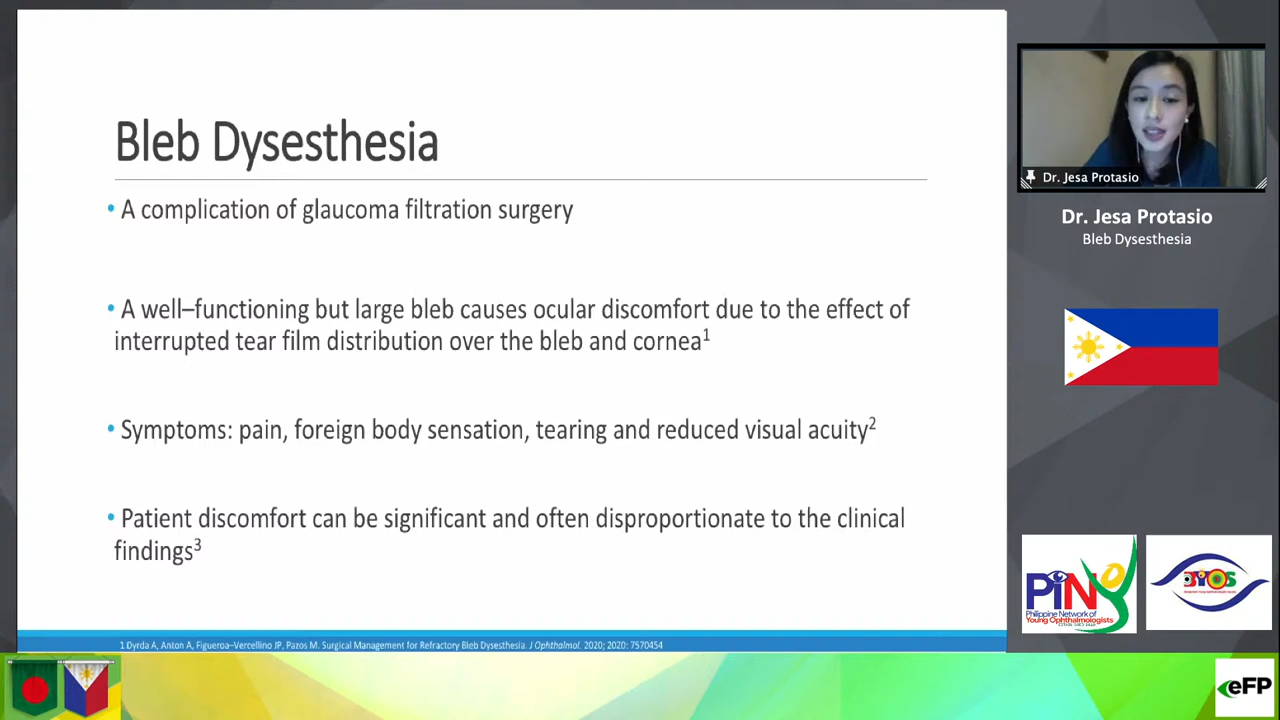 Bleb Dysesthesia
• A complication of glaucoma filtration surgery
• A well–functioning but large bleb causes ocular discomfort due to the effect of
interrupted tear film distribution over the bleb and cornea1
• Symptoms: pain, foreign body sensation, tearing and reduced visual acuity2
• Patient discomfort can be significant and often disproportionate to the clinical
findings3
1 Dyrda A, Anton A, Figueroa–Vercellino JP, Pazos M. Surgical Management for Refractory Bleb Dysesthesia. J Ophthalmol. 2020; 2020: 7570454
Dr. Jesa Protasio
Dr. Jesa Protasio
Bleb Dysesthesia
PiNY
Philippine Network of
Young Ophthalmologists
BYOS
eFP